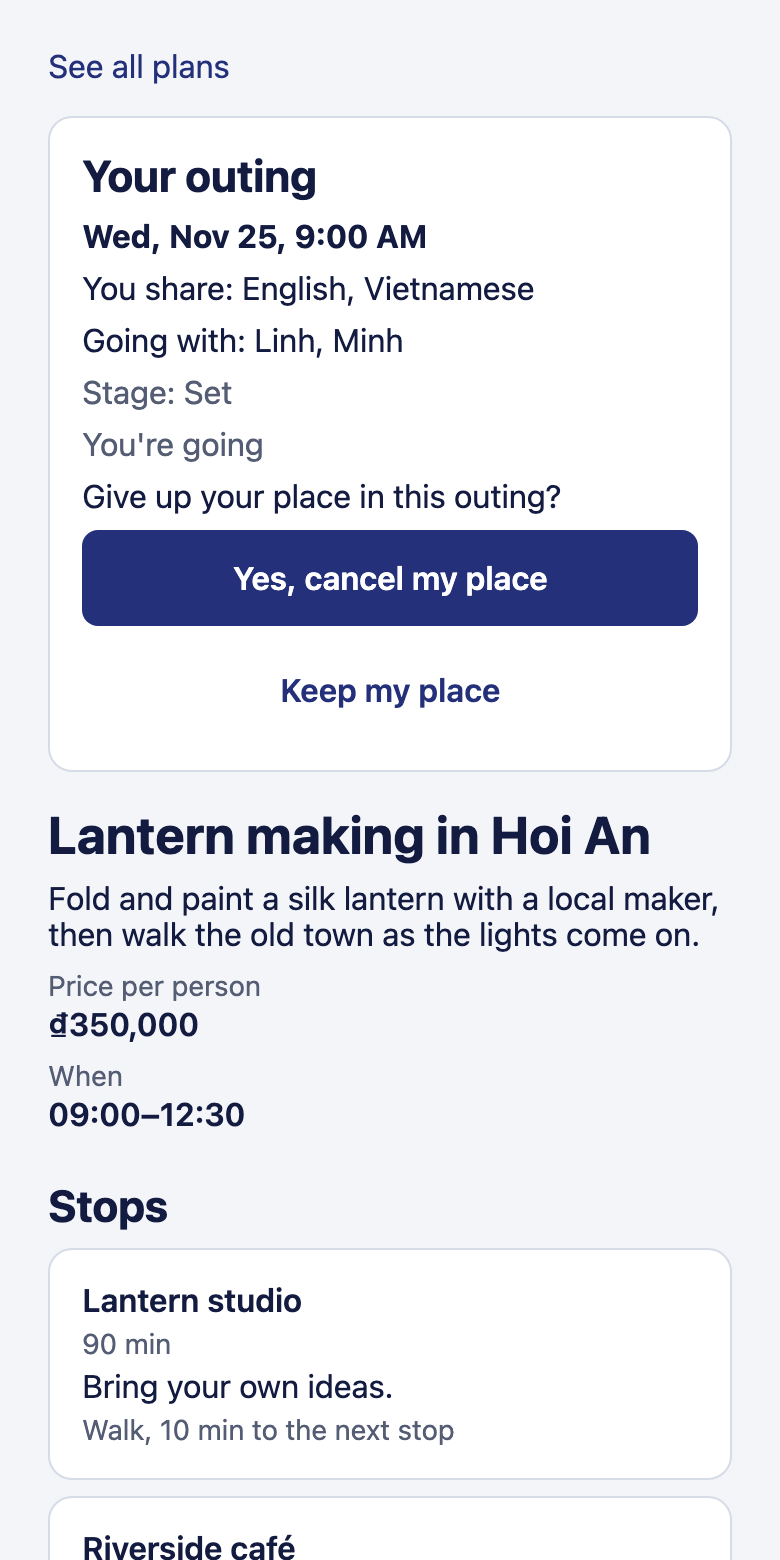 See all plans
Your outing
Wed, Nov 25, 9:00 AM
You share: English, Vietnamese
Going with: Linh, Minh
Stage: Set
You're going
Give up your place in this outing?
Yes, cancel my place
Keep my place
Lantern making in Hoi An
Fold and paint a silk lantern with a local maker,
then walk the old town as the lights come on.
Price per person
₫350,000
When
09:00–12:30
Stops
Lantern studio
90 min
Bring your own ideas.
Walk, 10 min to the next stop
Riverside café